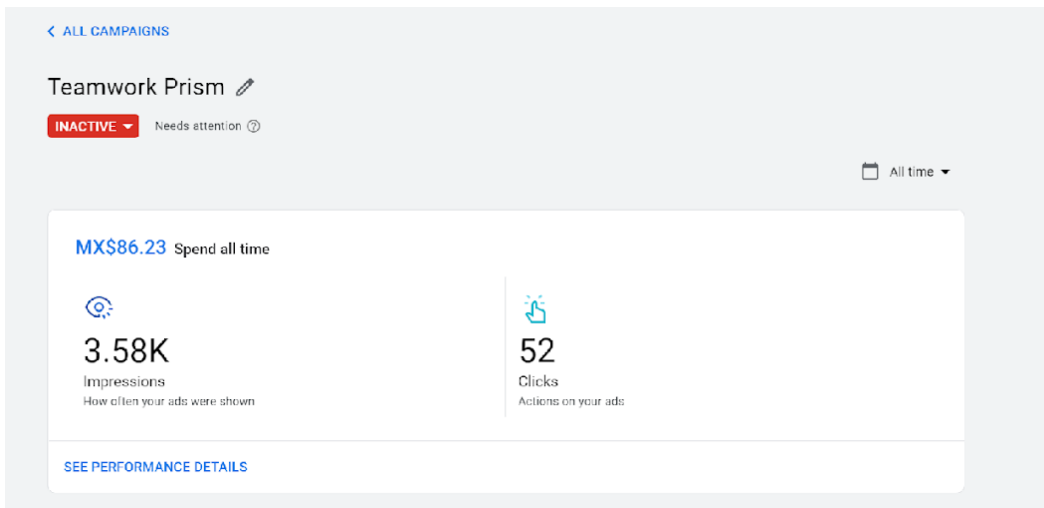 ALL CAMPAIGNS
Teamwork Prism
INACTIVE Needs attention
All time
MX$86.23 Spend all time
3.58K
Impressions
How often your ads were shown
52
Clicks
Actions on your ads
SEE PERFORMANCE DETAILS